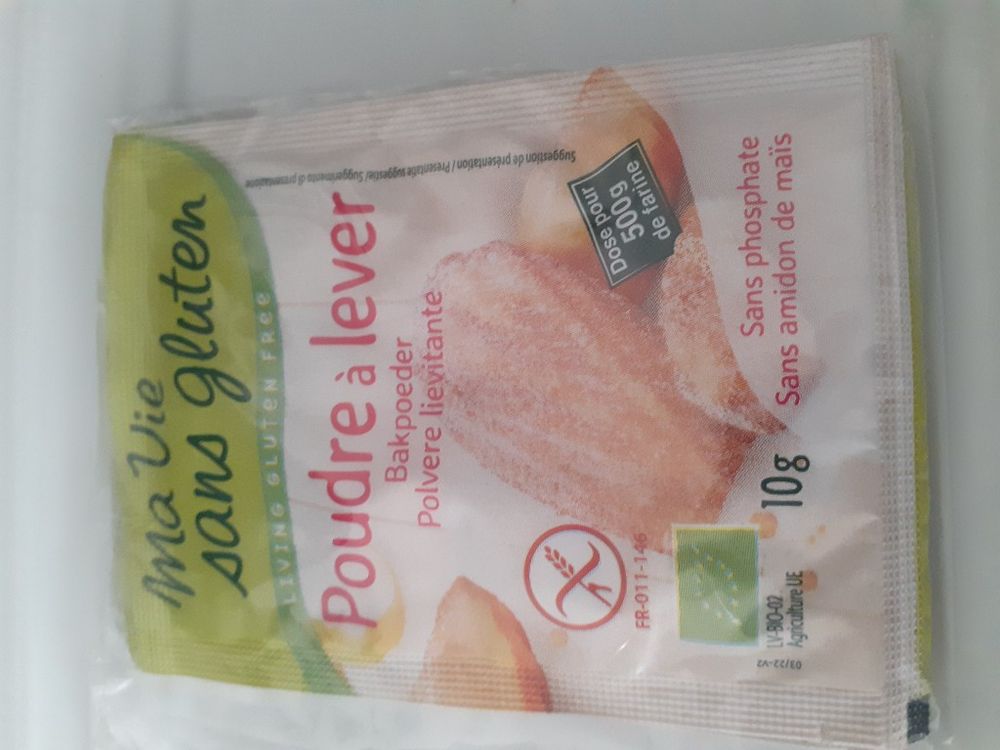 Ma Vie
sans gluten
LIVING GLUTEN FREE
Poudre à lever
Bakpoeder
Polvere lievitante
Suggestion de présentation / Presentatie suggestie/ Suggerimento di presentazione
Dose pour
500g
de farine
FR-011-146
LV-BIO-02
Agriculture UE
03/22-V2
10g
Sans phosphate
Sans amidon de maïs